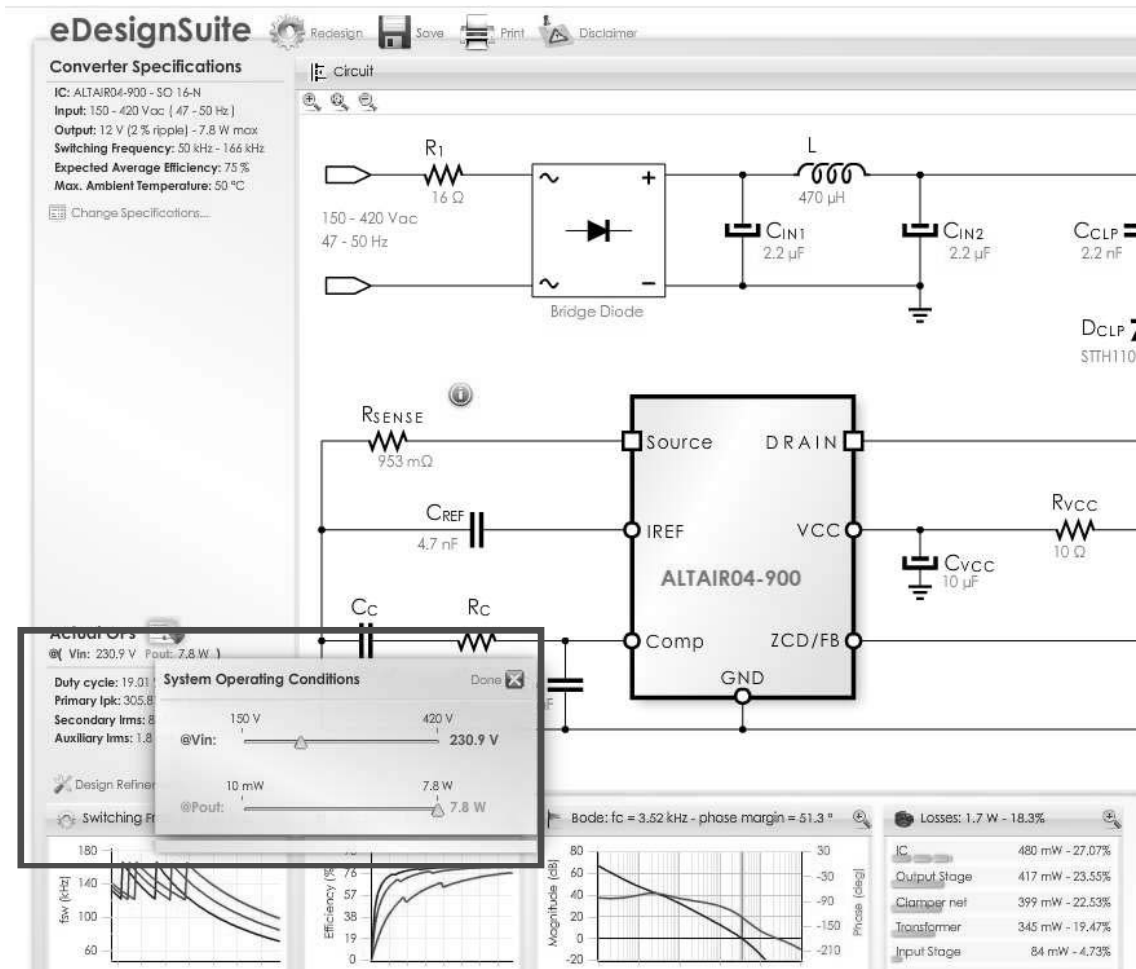 eDesignSuite Redesign Save Print Disclaimer
Converter Specifications
IC: ALTAIR04-900 - SO 16-N
Input: 150 - 420 Vac ( 47 - 50 Hz )
Output: 12 V (2 % ripple) - 7.8 W max
Switching Frequency: 50 kHz - 166 kHz
Expected Average Efficiency: 75 %
Max. Ambient Temperature: 50 °C
Change Specifications...
Circuit
R1
16 Ω
150 - 420 Vac
47 - 50 Hz
Bridge Diode
L
470 µH
CIN1
2.2 µF
CIN2
2.2 µF
CCLP
2.2 nF
DCLP
STTH110
RSENSE
953 mΩ
CREF
4.7 nF
CC
RC
Source
DRAIN
IREF
VCC
ALTAIR04-900
Comp
ZCD/FB
GND
CVCC
10 µF
RVCC
10 Ω
Actual OPs
@( Vin: 230.9 V Pout: 7.8 W )
Duty cycle: 19.01
Primary Ipk: 305.8
Secondary Irms: 8
Auxiliary Irms: 1.8
Design Refine
System Operating Conditions Done
150 V 420 V
@Vin: 230.9 V
10 mW 7.8 W
@Pout: 7.8 W
Switching Fr
180
140
100
60
fsw (kHz)
76
57
38
19
0
Efficiency (%
Bode: fc = 3.52 kHz - phase margin = 51.3 °
80
60
40
20
0
-20
Magnitude (dB)
30
-30
-90
-150
-210
Phase (deg)
Losses: 1.7 W - 18.3%
IC 480 mW - 27.07%
Output Stage 417 mW - 23.55%
Clamper net 399 mW - 22.53%
Transformer 345 mW - 19.47%
Input Stage 84 mW - 4.73%